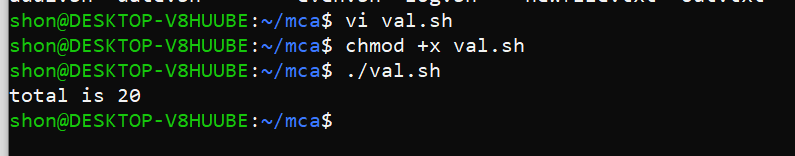 shon@DESKTOP-V8HUUBE:~/mca$ vi val.sh
shon@DESKTOP-V8HUUBE:~/mca$ chmod +x val.sh
shon@DESKTOP-V8HUUBE:~/mca$ ./val.sh
total is 20
shon@DESKTOP-V8HUUBE:~/mca$